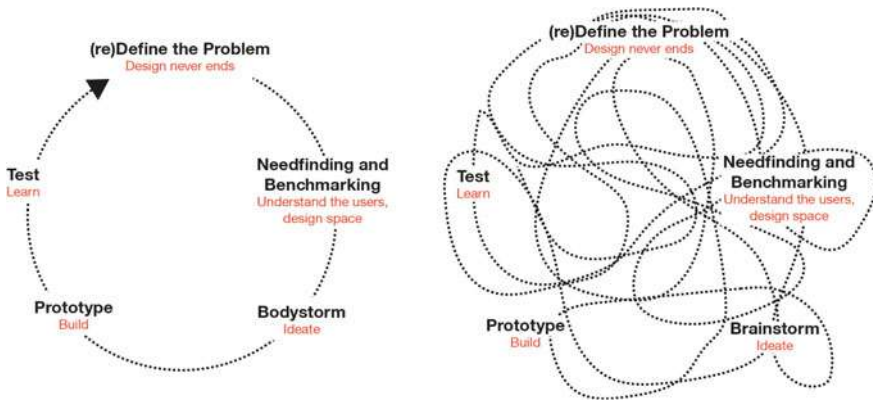 (re)Define the Problem
Design never ends
Test
Learn
Needfinding and
Benchmarking
Understand the users,
design space
Prototype
Build
Bodystorm
Ideate
(re)Define the Problem
Design never ends
Test
Learn
Needfinding and
Benchmarking
Understand the users,
design space
Prototype
Build
Brainstorm
Ideate